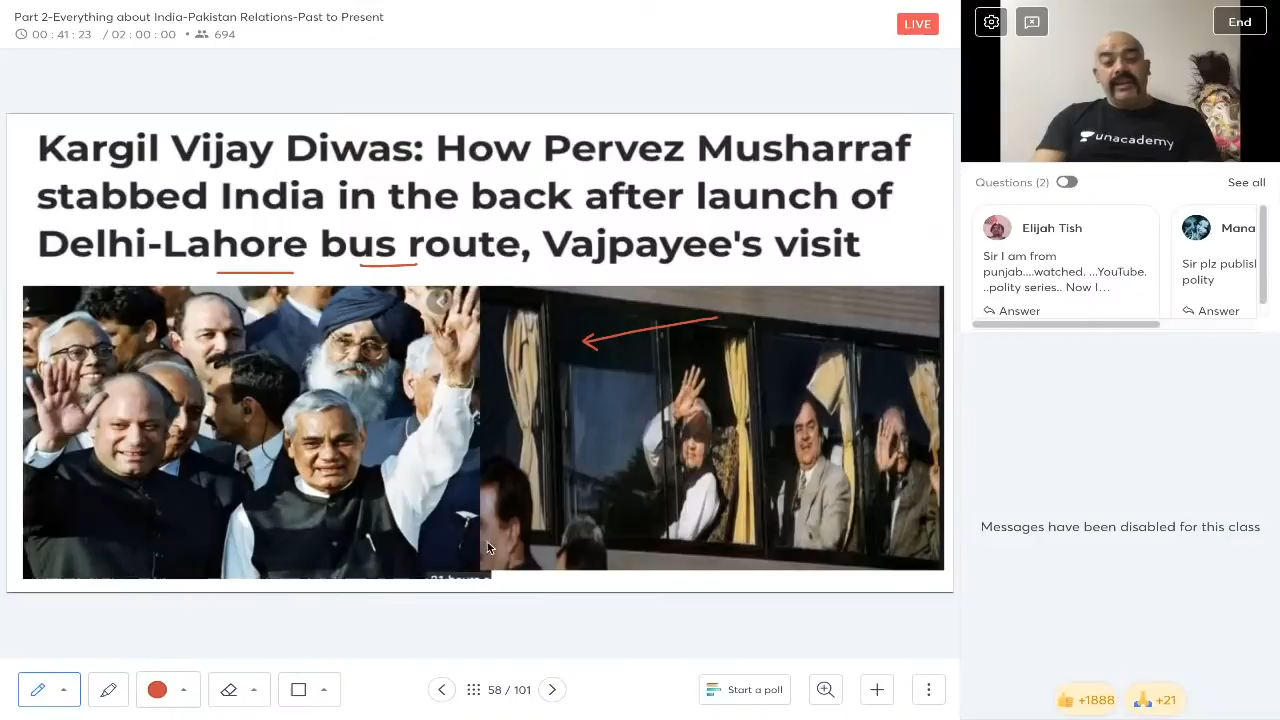 Part 2-Everything about India-Pakistan Relations-Past to Present
00 : 41 : 23 / 02 : 00 : 00 •
LIVE
End
Kargil Vijay Diwas: How Pervez Musharraf
stabbed India in the back after launch of
Delhi-Lahore bus route, Vajpayee's visit
unacademy
Questions (2)
See all
Elijah Tish
Sir I am from
punjab....watched. ...YouTube.
..polity series.. Now I...
Answer
Mana
Sir plz publis
polity
Answer
Messages have been disabled for this class
58 / 101
Start a poll
+1888
+21